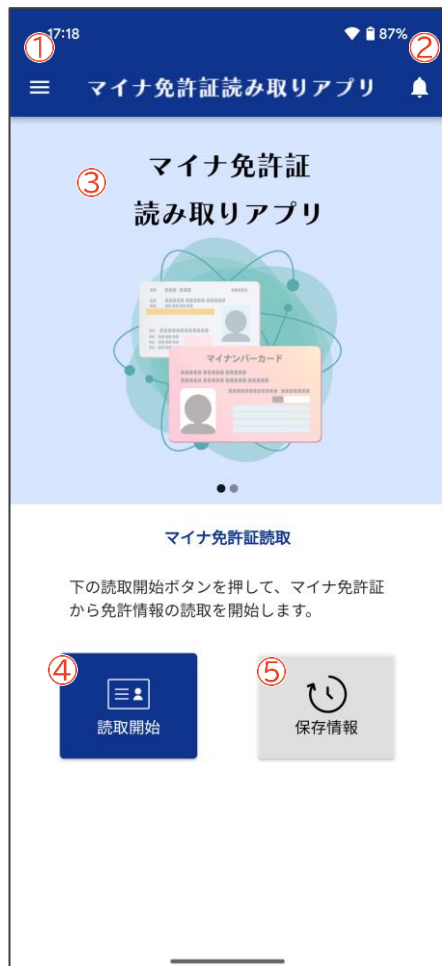 ① 17:18 87% ②
マイナ免許証読み取りアプリ
③ マイナ免許証
読み取りアプリ
マイナンバーカード
マイナ免許証読取
下の読取開始ボタンを押して、マイナ免許証
から免許情報の読取を開始します。
④ ⑤
読取開始 保存情報